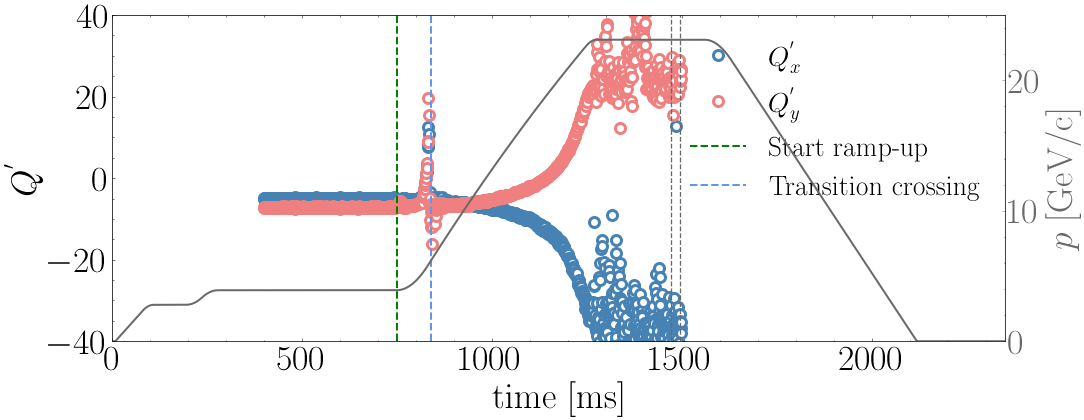 40
20
0
−20
−40
Q′
20
10
0
p [GeV/c]
Q′x
Q′y
Start ramp-up
Transition crossing
0
500
1000
1500
2000
time [ms]